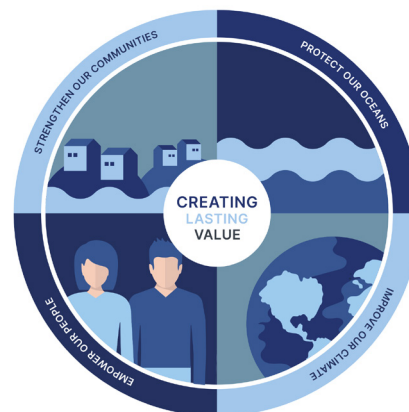 STRENGTHEN OUR COMMUNITIES
PROTECT OUR OCEANS
CREATING
LASTING
VALUE
EMPOWER OUR PEOPLE
IMPROVE OUR CLIMATE